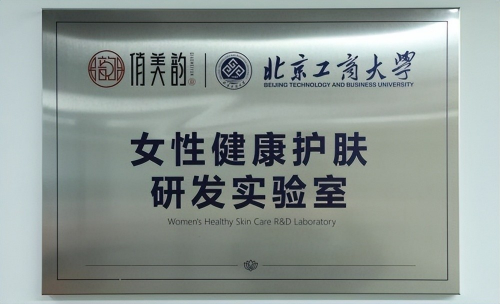 俏美韵 北京工商大學
BEIJING TECHNOLOGY AND BUSINESS UNIVERSITY
女性健康护肤
研发实验室
Women's Healthy Skin Care R&D Laboratory